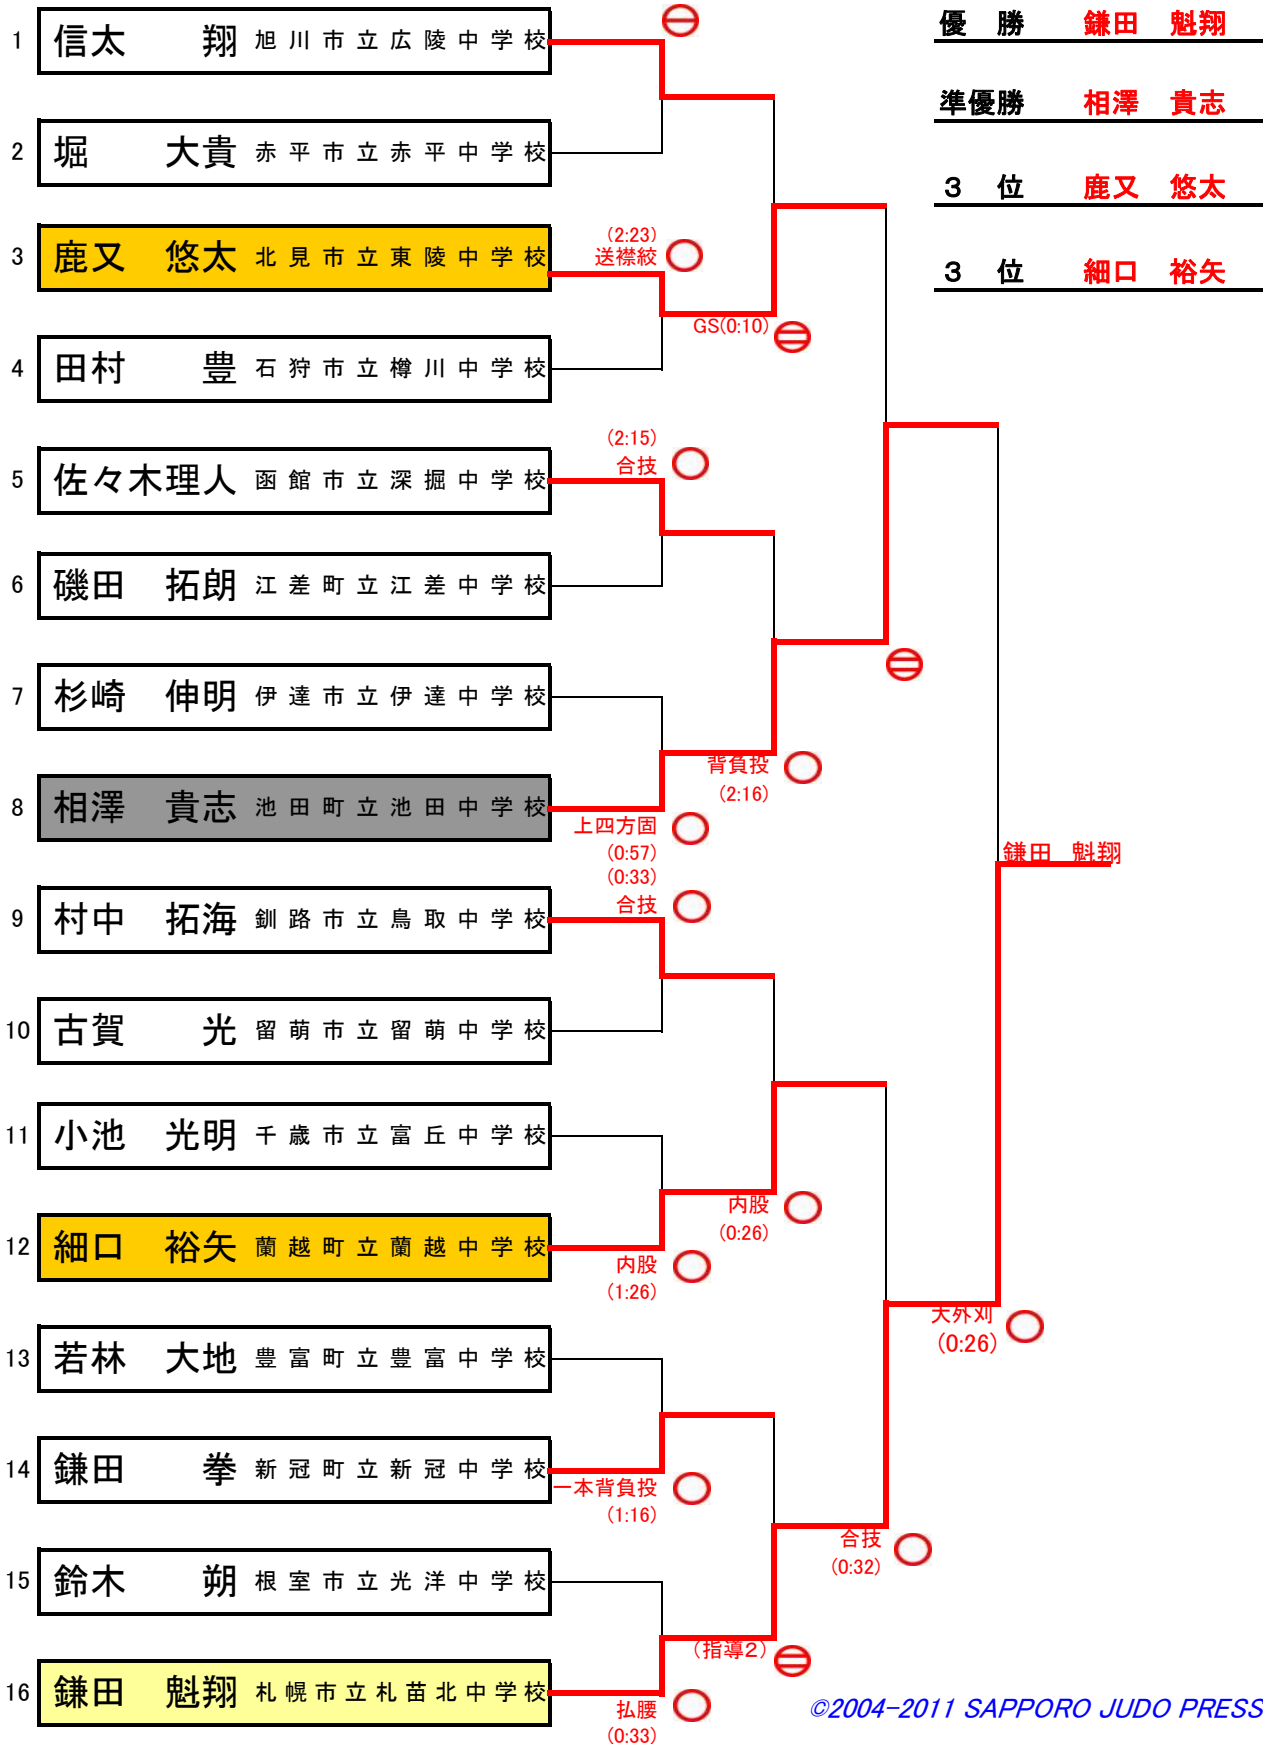 優　勝　鎌田　魁翔
準優勝　相澤　貴志
３　位　鹿又　悠太
３　位　細口　裕矢
1 信太　翔 旭川市立広陵中学校
2 堀　大貴 赤平市立赤平中学校
3 鹿又　悠太 北見市立東陵中学校
(2:23)
送襟絞
GS(0:10)
4 田村　豊 石狩市立樽川中学校
(2:15)
合技
5 佐々木理人 函館市立深掘中学校
6 磯田　拓朗 江差町立江差中学校
7 杉崎　伸明 伊達市立伊達中学校
背負投
(2:16)
8 相澤　貴志 池田町立池田中学校
上四方固
(0:57)
鎌田　魁翔
(0:33)
合技
9 村中　拓海 釧路市立鳥取中学校
10 古賀　光 留萌市立留萌中学校
11 小池　光明 千歳市立富丘中学校
内股
(0:26)
12 細口　裕矢 蘭越町立蘭越中学校
内股
(1:26)
大外刈
(0:26)
13 若林　大地 豊富町立豊富中学校
14 鎌田　拳 新冠町立新冠中学校
一本背負投
(1:16)
合技
(0:32)
15 鈴木　朔 根室市立光洋中学校
(指導2)
16 鎌田　魁翔 札幌市立札苗北中学校
払腰
(0:33)
©2004-2011 SAPPORO JUDO PRESS